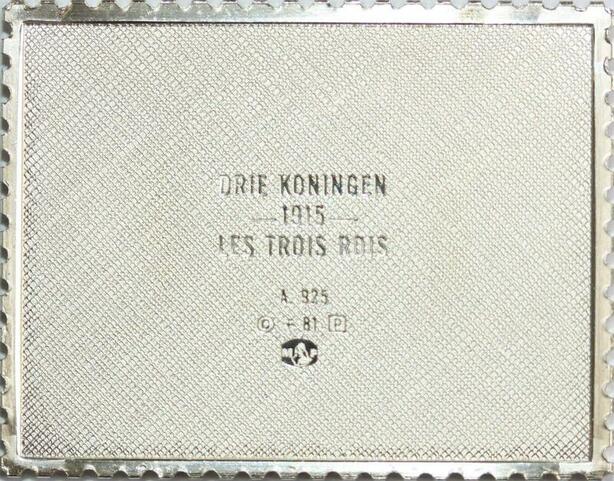 DRIE KONINGEN
— 1915 —
LES TROIS ROIS
A. 925
© - 81 P